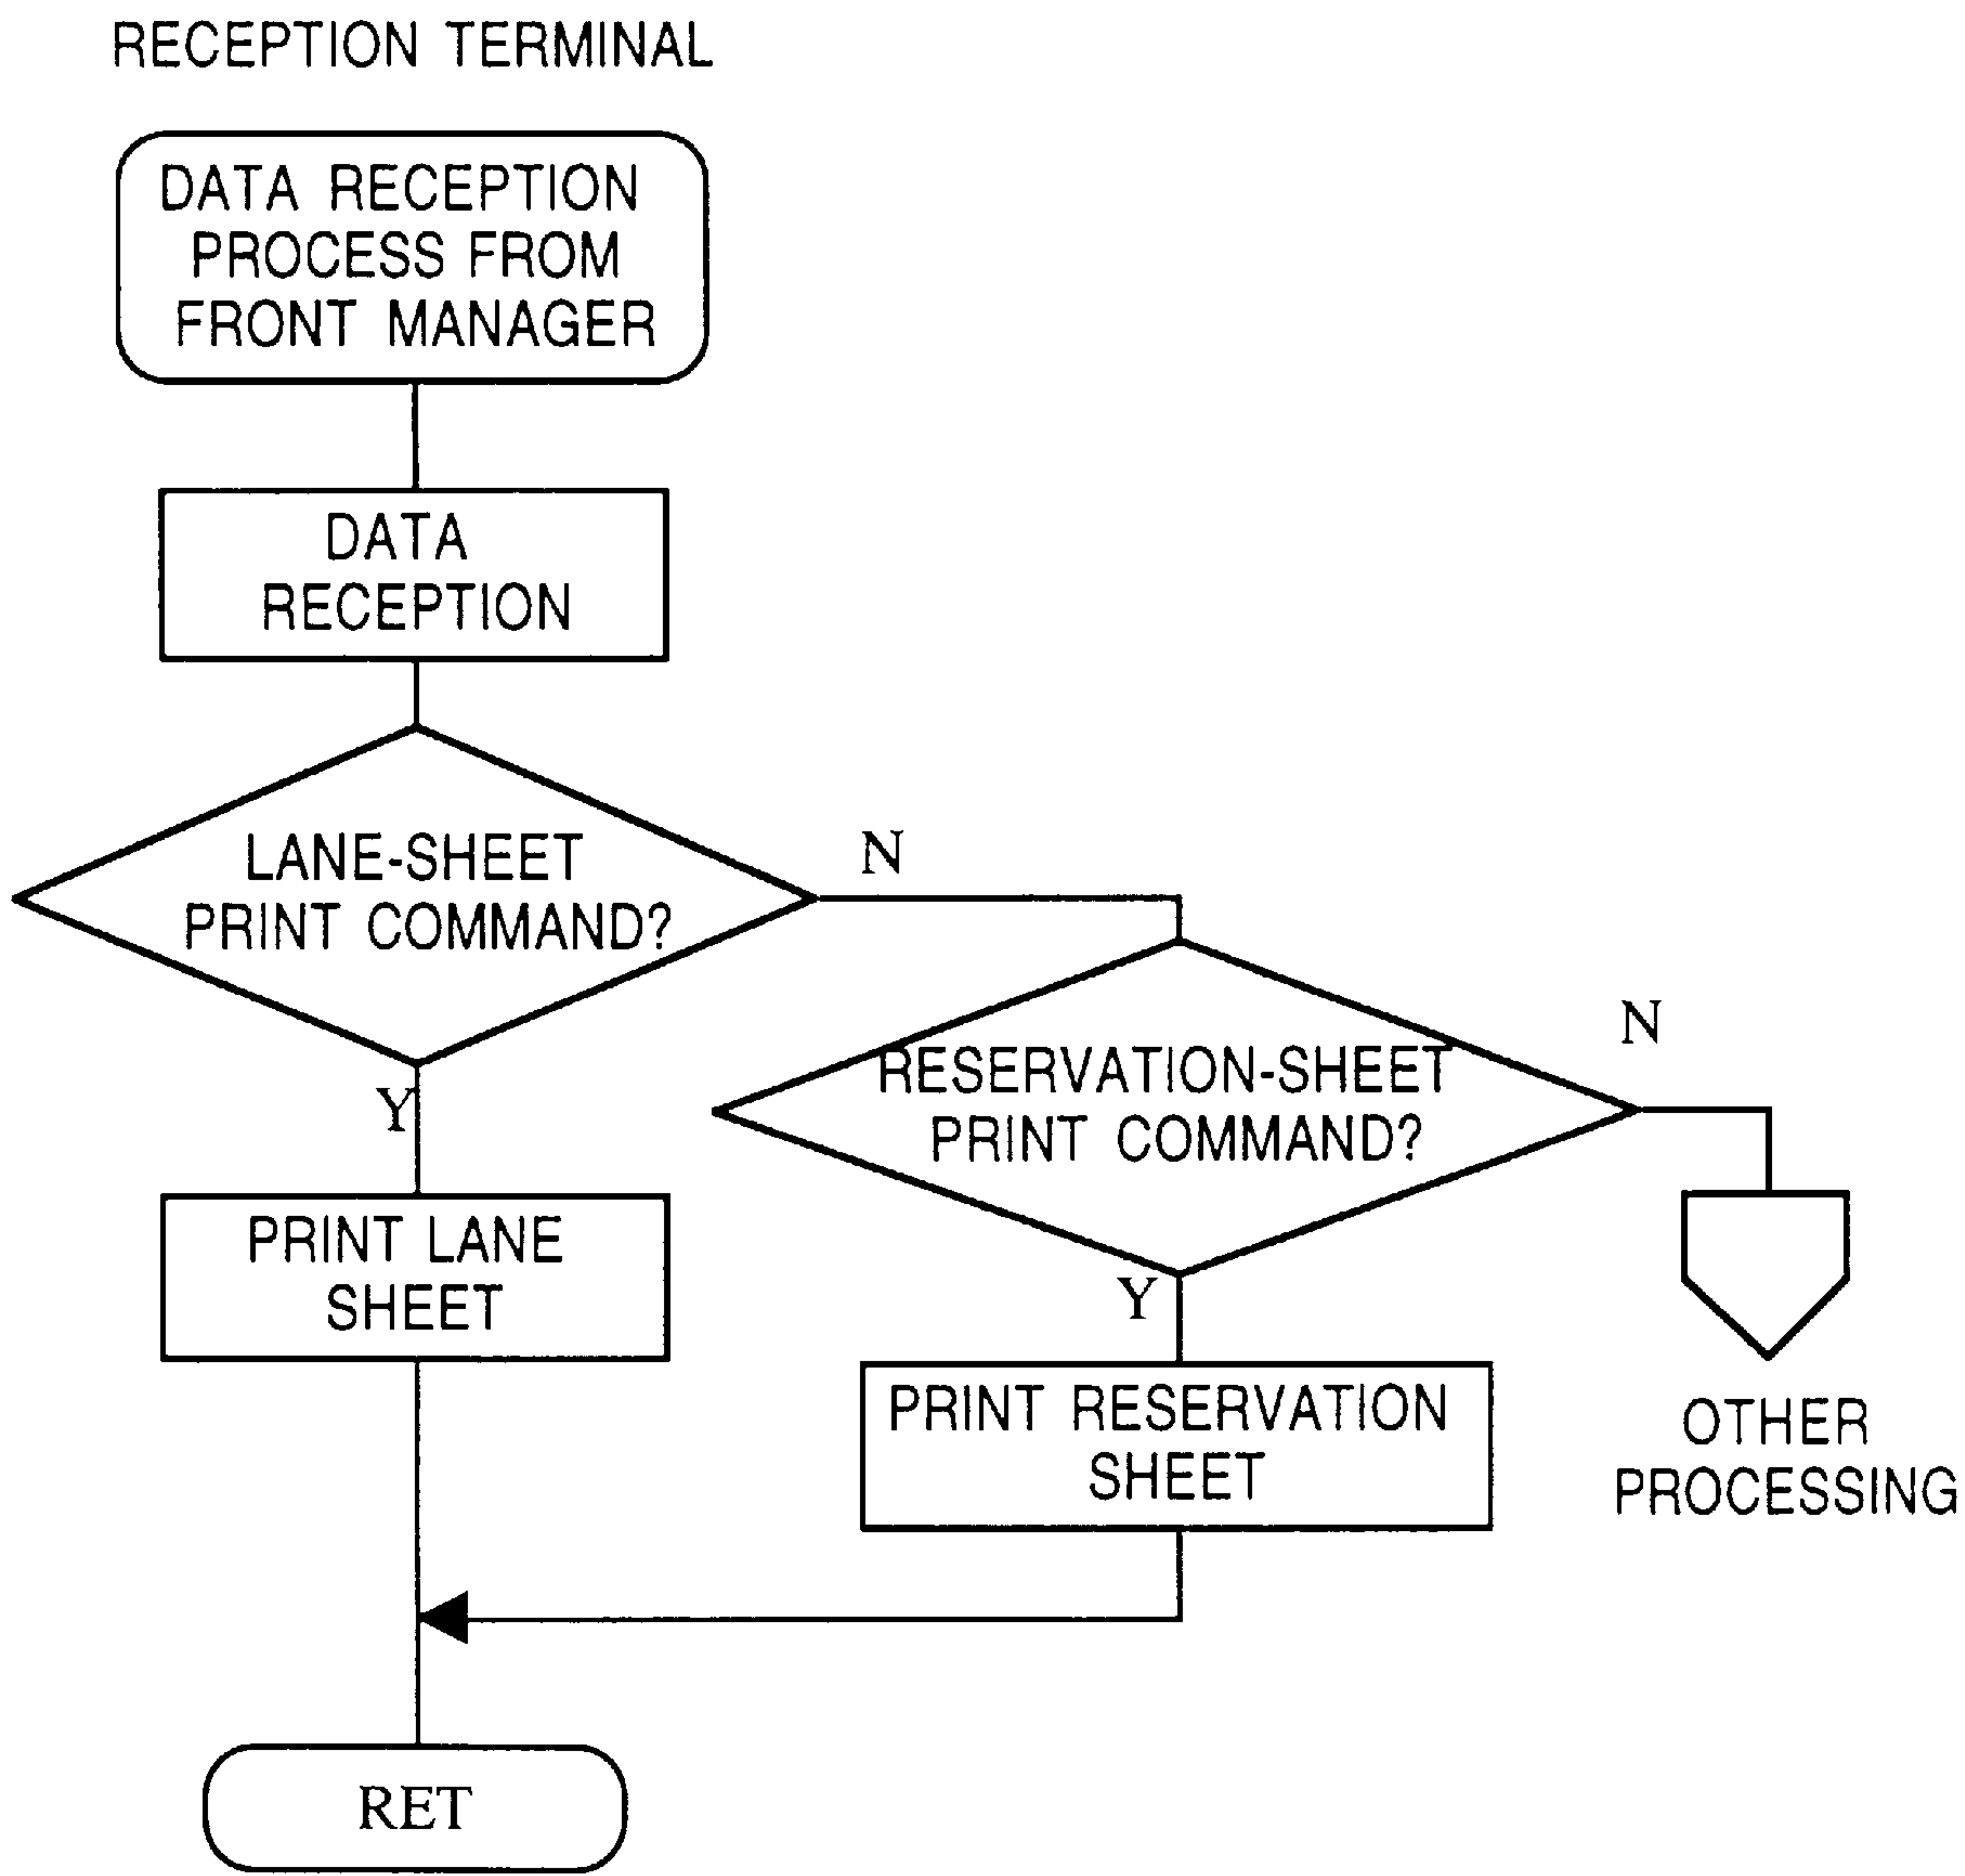 RECEPTION TERMINAL
DATA RECEPTION
PROCESS FROM
FRONT MANAGER
DATA
RECEPTION
LANE-SHEET
PRINT COMMAND?
N
Y
RESERVATION-SHEET
PRINT COMMAND?
N
Y
PRINT LANE
SHEET
PRINT RESERVATION
SHEET
OTHER
PROCESSING
RET